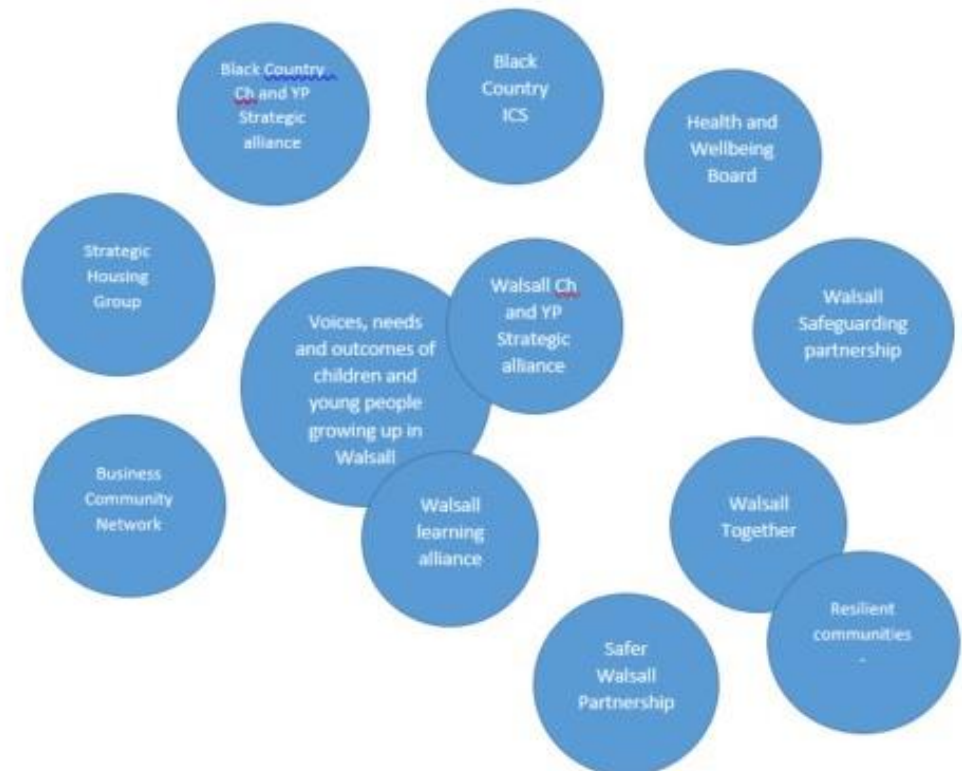 Black Country
Ch and YP
Strategic
alliance
Black
Country
ICS
Health and
Wellbeing
Board
Strategic
Housing
Group
Voices, needs
and outcomes of
children and
young people
growing up in
Walsall
Walsall Ch
and YP
Strategic
alliance
Walsall
Safeguarding
partnership
Business
Community
Network
Walsall
learning
alliance
Walsall
Together
Resilient
communities
-
Safer
Walsall
Partnership